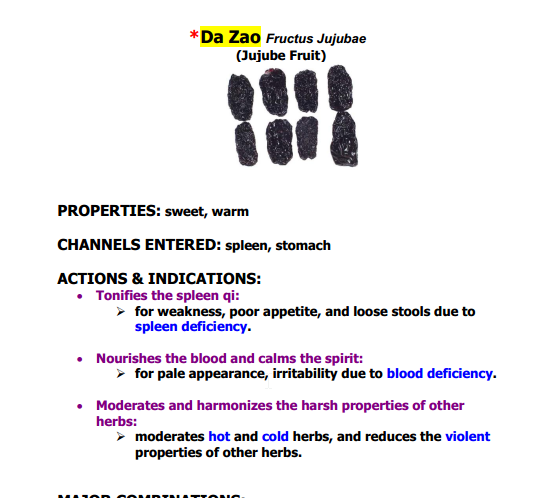 *Da Zao Fructus Jujubae
(Jujube Fruit)
PROPERTIES: sweet, warm
CHANNELS ENTERED: spleen, stomach
ACTIONS & INDICATIONS:
• Tonifies the spleen qi:
➢ for weakness, poor appetite, and loose stools due to
spleen deficiency.
• Nourishes the blood and calms the spirit:
➢ for pale appearance, irritability due to blood deficiency.
• Moderates and harmonizes the harsh properties of other
herbs:
➢ moderates hot and cold herbs, and reduces the violent
properties of other herbs.
MAJOR COMBINATIONS: